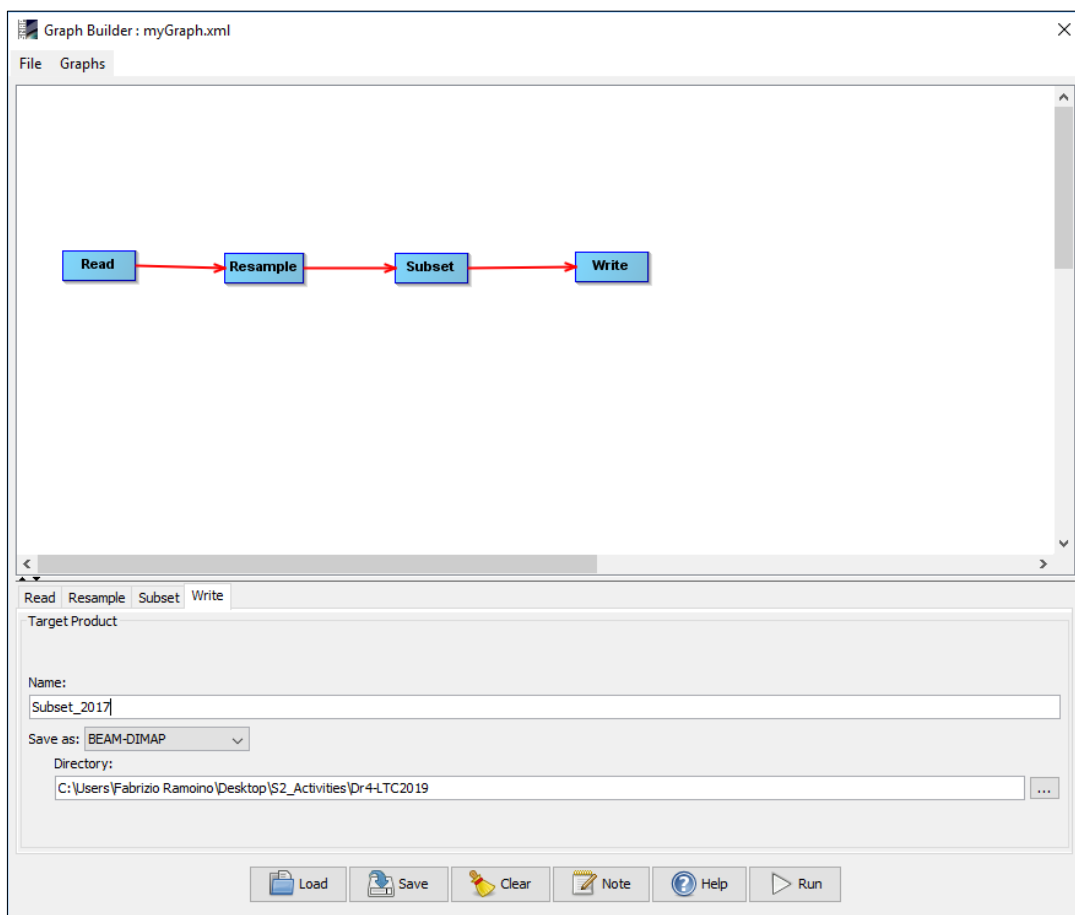 Graph Builder : myGraph.xml
File Graphs
Read Resample Subset Write
Read Resample Subset Write
Target Product
Name:
Subset_2017
Save as: BEAM-DIMAP
Directory:
C:\Users\Fabrizio Ramoino\Desktop\S2_Activities\Dr4-LTC2019
...
Load Save Clear Note Help Run